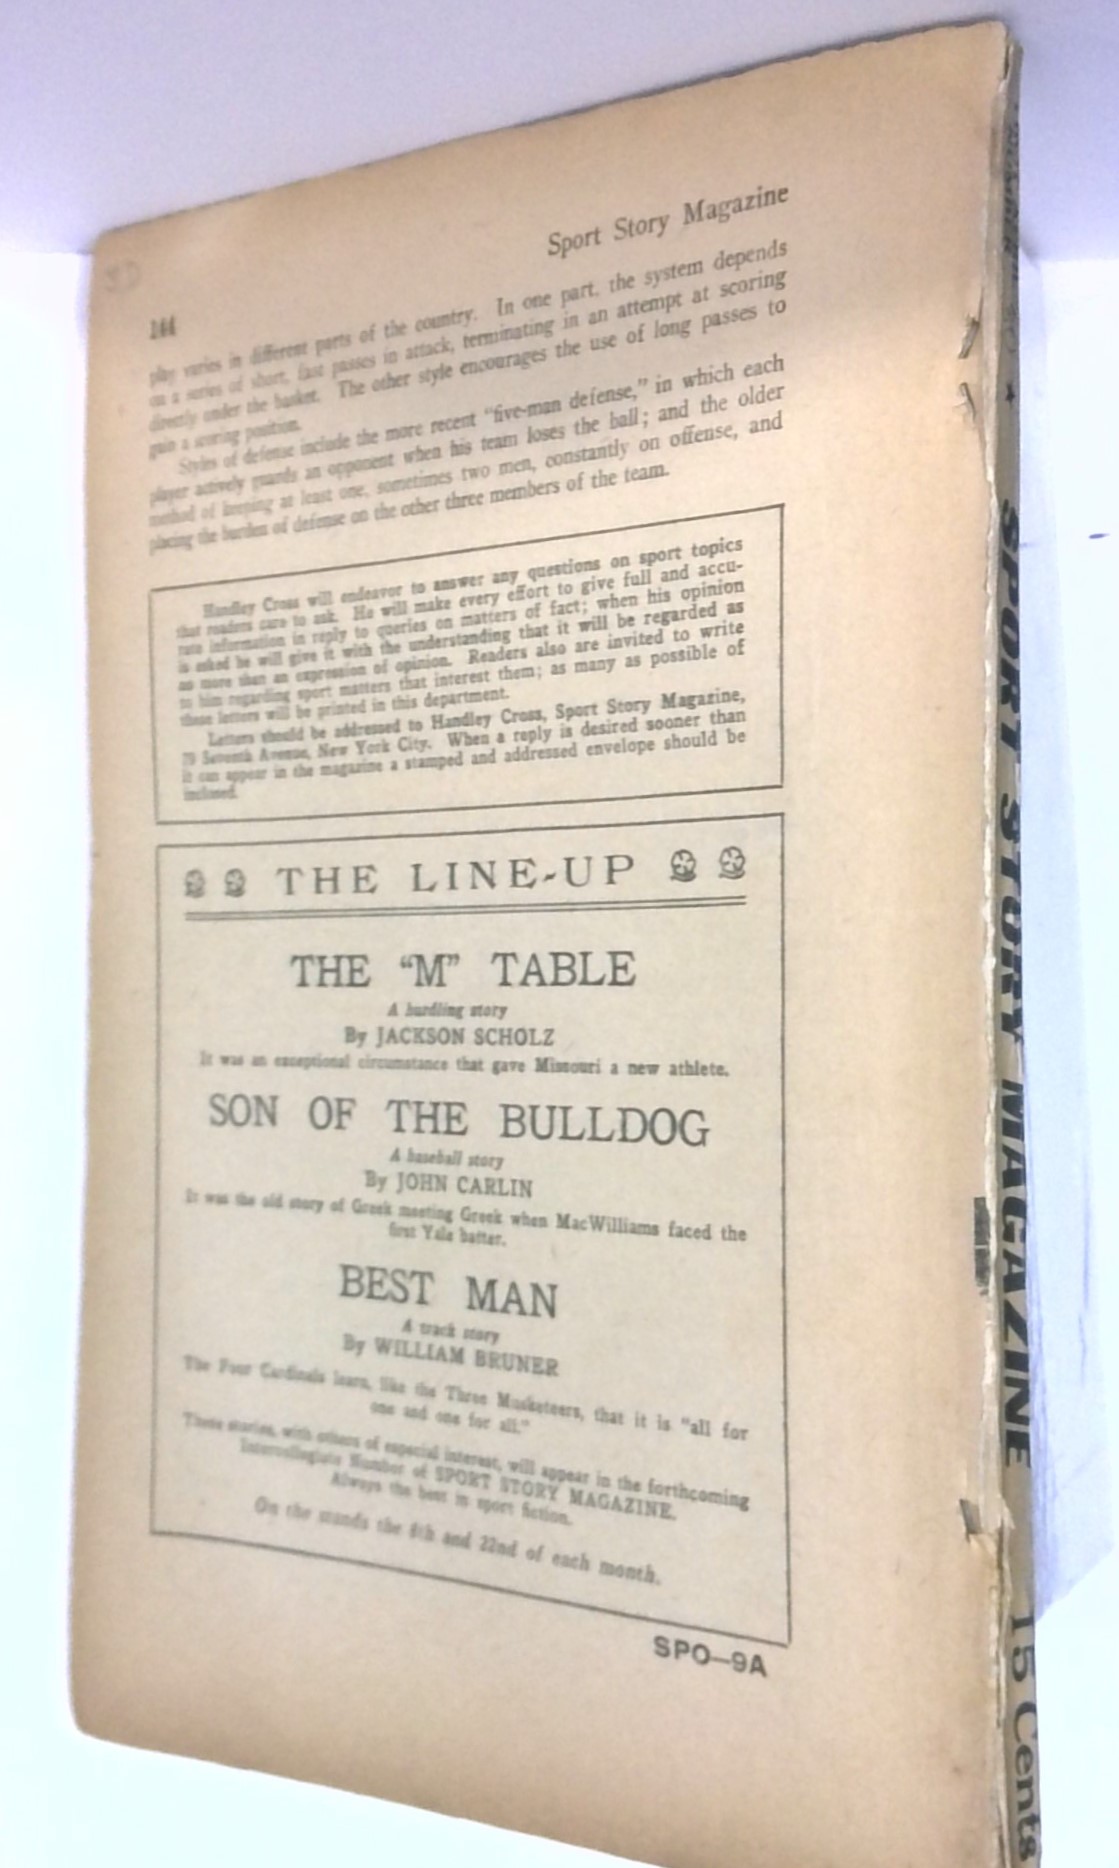 144
Sport Story Magazine
play varies in different parts of the country. In one part, the system depends
on a series of short, fast passes in attack, terminating in an attempt at scoring
directly under the basket. The other style encourages the use of long passes to
gain a scoring position.
Styles of defense include the more recent "five-man defense," in which each
player actively guards an opponent when his team loses the ball; and the older
method of keeping at least one, sometimes two men, constantly on offense, and
placing the burden of defense on the other three members of the team.
Handley Cross will endeavor to answer any questions on sport topics
that readers care to ask. He will make every effort to give full and accu-
rate information in reply to queries on matters of fact; when his opinion
is asked he will give it with the understanding that it will be regarded as
no more than an expression of opinion. Readers also are invited to write
to him regarding sport matters that interest them; as many as possible of
these letters will be printed in this department.
Letters should be addressed to Handley Cross, Sport Story Magazine,
79 Seventh Avenue, New York City. When a reply is desired sooner than
it can appear in the magazine a stamped and addressed envelope should be
inclosed.
THE LINE-UP
THE "M" TABLE
A hurdling story
By JACKSON SCHOLZ
It was an exceptional circumstance that gave Missouri a new athlete.
SON OF THE BULLDOG
A baseball story
By JOHN CARLIN
It was the old story of Greek meeting Greek when MacWilliams faced the
first Yale batter.
BEST MAN
A track story
By WILLIAM BRUNER
The Four Cardinals learn, like the Three Musketeers, that it is "all for
one and one for all."
These stories, with others of especial interest, will appear in the forthcoming
Intercollegiate Number of SPORT STORY MAGAZINE.
Always the best in sport fiction.
On the stands the 8th and 22nd of each month.
SPO—9A
SPORT STORY MAGAZINE
15 Cents